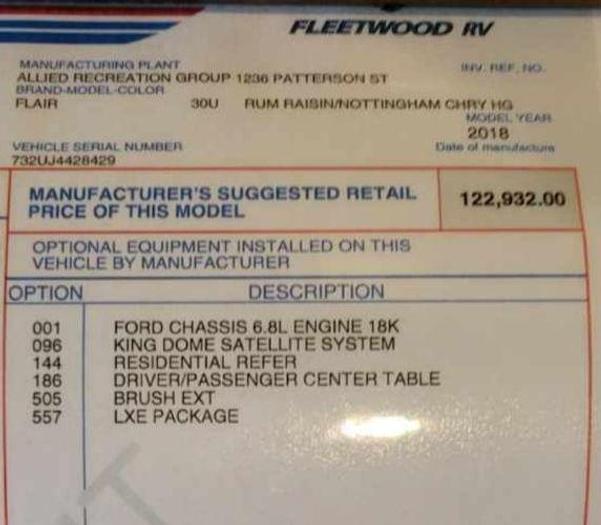 FLEETWOOD RV
MANUFACTURING PLANT INV. REF. NO.
ALLIED RECREATION GROUP 1236 PATTERSON ST
BRAND-MODEL-COLOR
FLAIR 30U RUM RAISIN/NOTTINGHAM CHRY HG
MODEL YEAR
2018
VEHICLE SERIAL NUMBER Date of manufacture
732UJ4428429
MANUFACTURER'S SUGGESTED RETAIL
PRICE OF THIS MODEL
122,932.00
OPTIONAL EQUIPMENT INSTALLED ON THIS
VEHICLE BY MANUFACTURER
OPTION DESCRIPTION
001 FORD CHASSIS 6.8L ENGINE 18K
096 KING DOME SATELLITE SYSTEM
144 RESIDENTIAL REFER
186 DRIVER/PASSENGER CENTER TABLE
505 BRUSH EXT
557 LXE PACKAGE